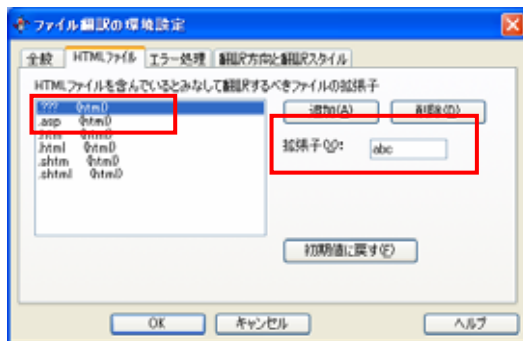 ファイル翻訳の環境設定
全般 HTMLファイル エラー処理 翻訳方向と翻訳スタイル
HTMLファイルを含んでいるとみなして翻訳するべきファイルの拡張子
.??? (html)
.asp (html)
.htm (html)
.html (html)
.shtm (html)
.shtml (html)
追加(A) 削除(D)
拡張子(X): abc
初期値に戻す(F)
OK キャンセル ヘルプ